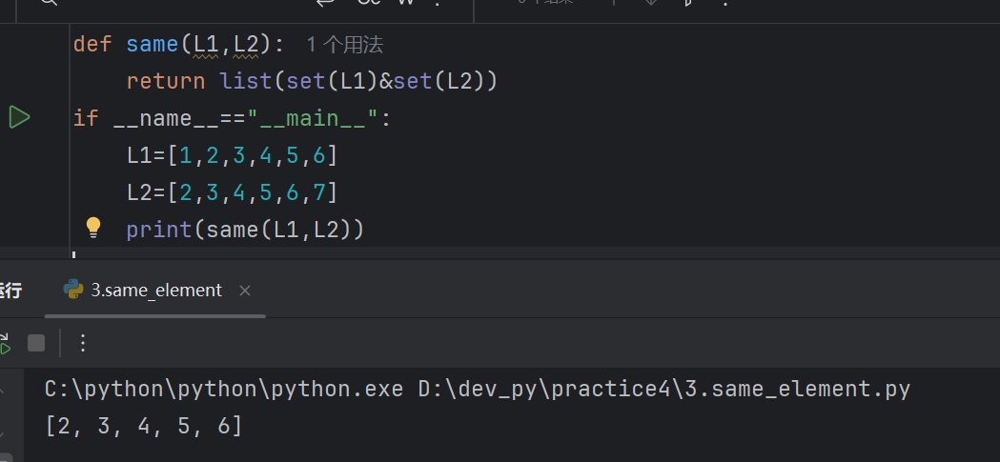 Cc W
def same(L1,L2): 1 个用法
return list(set(L1)&set(L2))
if __name__=="__main__":
L1=[1,2,3,4,5,6]
L2=[2,3,4,5,6,7]
print(same(L1,L2))
运行
3.same_element
C:\python\python\python.exe D:\dev_py\practice4\3.same_element.py
[2, 3, 4, 5, 6]